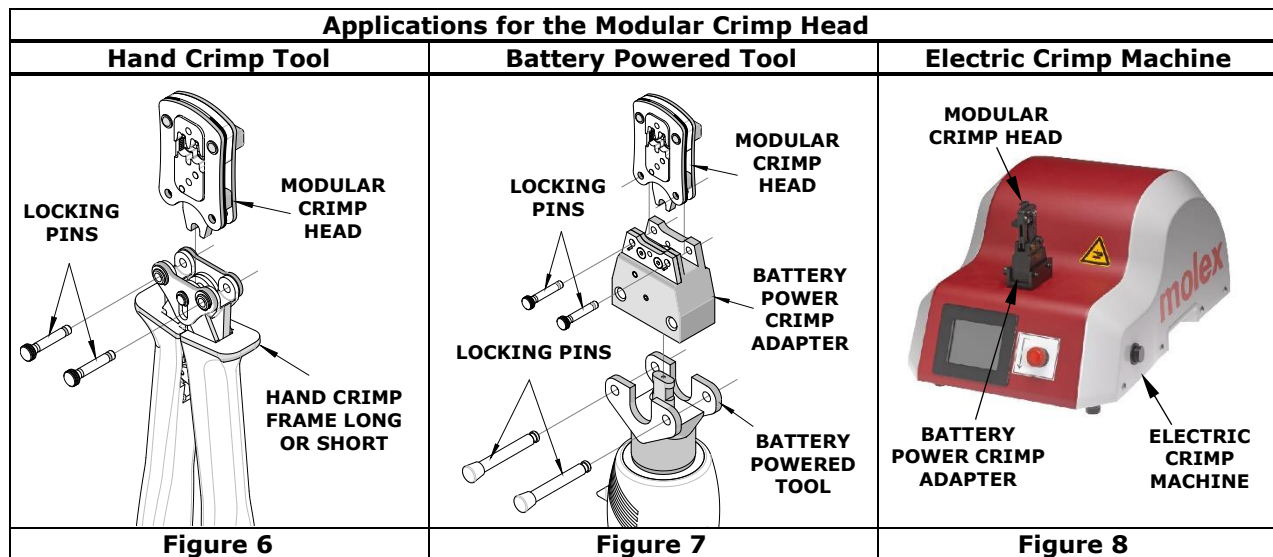 Applications for the Modular Crimp Head
Hand Crimp Tool
Battery Powered Tool
Electric Crimp Machine
MODULAR
CRIMP
HEAD
LOCKING
PINS
HAND CRIMP
FRAME LONG
OR SHORT
MODULAR
CRIMP
HEAD
LOCKING
PINS
BATTERY
POWER
CRIMP
ADAPTER
LOCKING PINS
BATTERY
POWERED
TOOL
MODULAR
CRIMP HEAD
molex
BATTERY
POWER CRIMP
ADAPTER
ELECTRIC
CRIMP
MACHINE
Figure 6
Figure 7
Figure 8